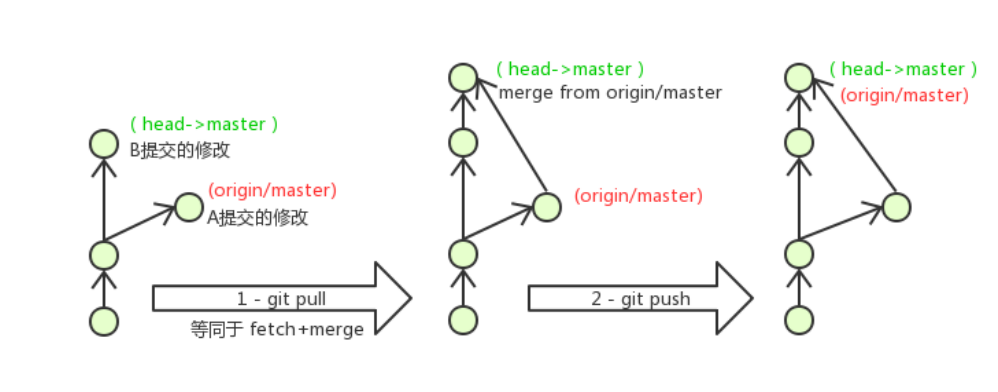 ( head->master )
B提交的修改
(origin/master)
A提交的修改
1 - git pull
等同于 fetch+merge
( head->master )
merge from origin/master
(origin/master)
2 - git push
( head->master )
(origin/master)